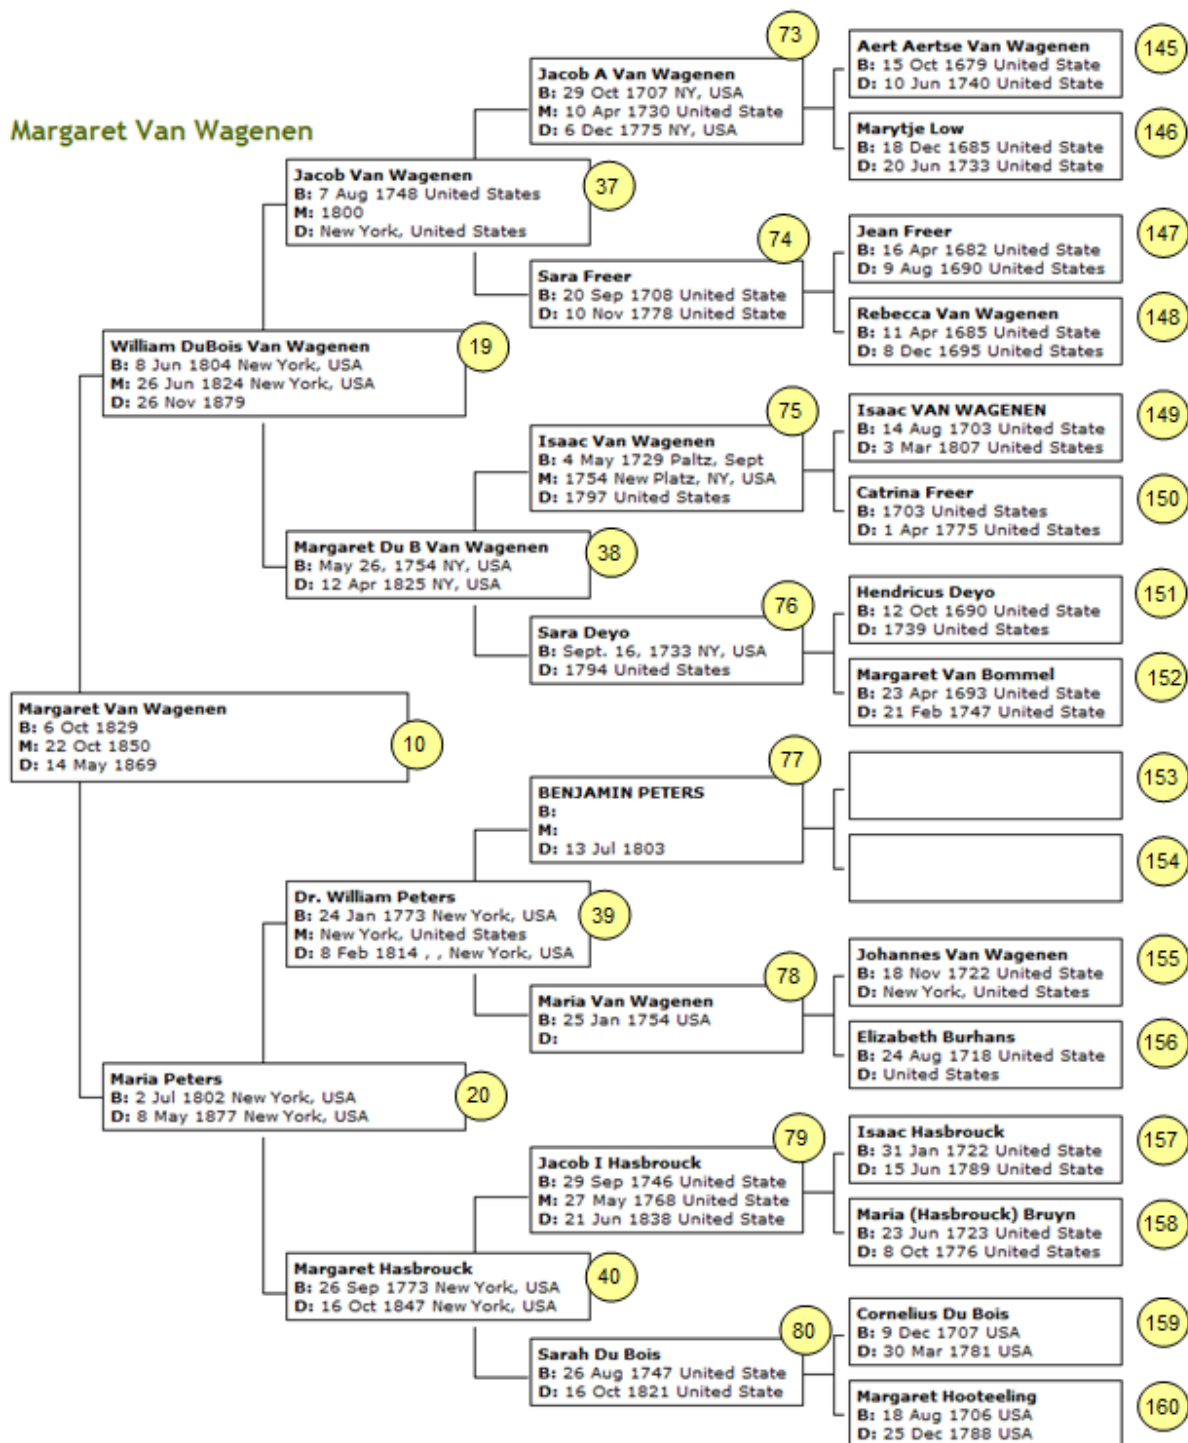 Margaret Van Wagenen
Margaret Van Wagenen
B: 6 Oct 1829
M: 22 Oct 1850
D: 14 May 1869
10
William DuBois Van Wagenen
B: 8 Jun 1804 New York, USA
M: 26 Jun 1824 New York, USA
D: 26 Nov 1879
19
Maria Peters
B: 2 Jul 1802 New York, USA
D: 8 May 1877 New York, USA
20
Jacob Van Wagenen
B: 7 Aug 1748 United States
M: 1800
D: New York, United States
37
Margaret Du B Van Wagenen
B: May 26, 1754 NY, USA
D: 12 Apr 1825 NY, USA
38
Dr. William Peters
B: 24 Jan 1773 New York, USA
M: New York, United States
D: 8 Feb 1814 , , New York, USA
39
Margaret Hasbrouck
B: 26 Sep 1773 New York, USA
D: 16 Oct 1847 New York, USA
40
Jacob A Van Wagenen
B: 29 Oct 1707 NY, USA
M: 10 Apr 1730 United State
D: 6 Dec 1775 NY, USA
73
Sara Freer
B: 20 Sep 1708 United State
D: 10 Nov 1778 United State
74
Isaac Van Wagenen
B: 4 May 1729 Paltz, Sept
M: 1754 New Platz, NY, USA
D: 1797 United States
75
Sara Deyo
B: Sept. 16, 1733 NY, USA
D: 1794 United States
76
BENJAMIN PETERS
B:
M:
D: 13 Jul 1803
77
Maria Van Wagenen
B: 25 Jan 1754 USA
D:
78
Jacob I Hasbrouck
B: 29 Sep 1746 United State
M: 27 May 1768 United State
D: 21 Jun 1838 United State
79
Sarah Du Bois
B: 26 Aug 1747 United State
D: 16 Oct 1821 United State
80
Aert Aertse Van Wagenen
B: 15 Oct 1679 United State
D: 10 Jun 1740 United State
145
Marytje Low
B: 18 Dec 1685 United State
D: 20 Jun 1733 United State
146
Jean Freer
B: 16 Apr 1682 United State
D: 9 Aug 1690 United States
147
Rebecca Van Wagenen
B: 11 Apr 1685 United State
D: 8 Dec 1695 United States
148
Isaac VAN WAGENEN
B: 14 Aug 1703 United State
D: 3 Mar 1807 United States
149
Catrina Freer
B: 1703 United States
D: 1 Apr 1775 United States
150
Hendricus Deyo
B: 12 Oct 1690 United State
D: 1739 United States
151
Margaret Van Bommel
B: 23 Apr 1693 United State
D: 21 Feb 1747 United State
152
153
154
Johannes Van Wagenen
B: 18 Nov 1722 United State
D: New York, United States
155
Elizabeth Burhans
B: 24 Aug 1718 United State
D: United States
156
Isaac Hasbrouck
B: 31 Jan 1722 United State
D: 15 Jun 1789 United State
157
Maria (Hasbrouck) Bruyn
B: 23 Jun 1723 United State
D: 8 Oct 1776 United States
158
Cornelius Du Bois
B: 9 Dec 1707 USA
D: 30 Mar 1781 USA
159
Margaret Hooteeling
B: 18 Aug 1706 USA
D: 25 Dec 1788 USA
160